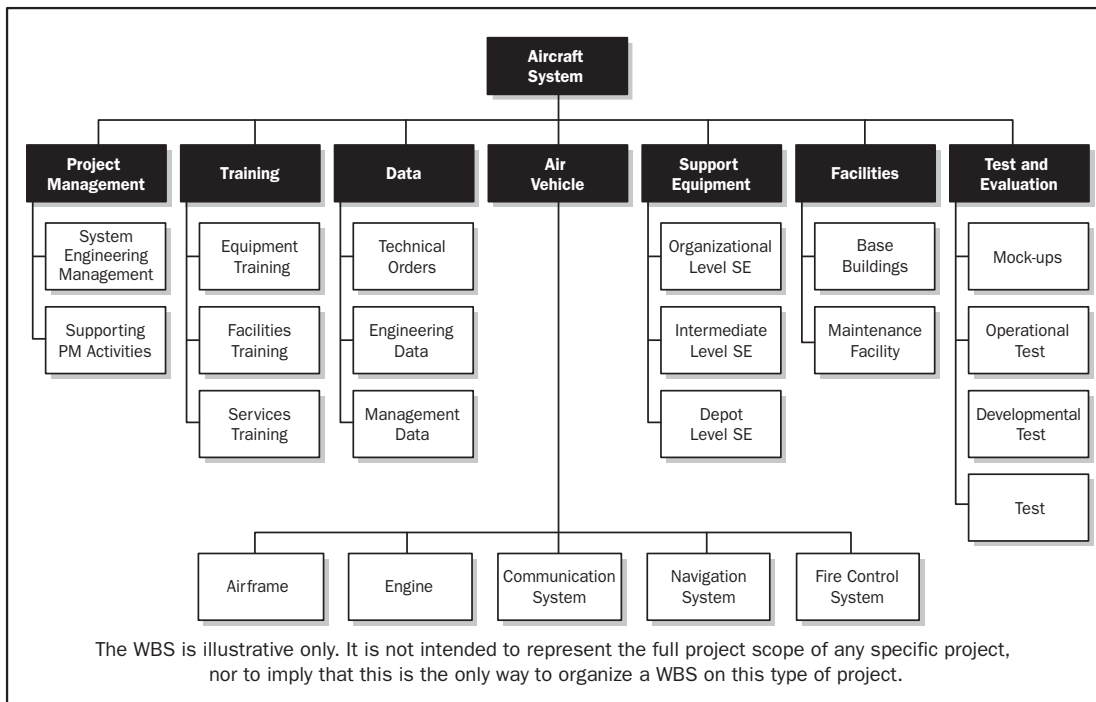 Aircraft
System
Project
Management
Training
Data
Air
Vehicle
Support
Equipment
Facilities
Test and
Evaluation
System
Engineering
Management
Supporting
PM Activities
Equipment
Training
Facilities
Training
Services
Training
Technical
Orders
Engineering
Data
Management
Data
Organizational
Level SE
Intermediate
Level SE
Depot
Level SE
Base
Buildings
Maintenance
Facility
Mock-ups
Operational
Test
Developmental
Test
Test
Airframe
Engine
Communication
System
Navigation
System
Fire Control
System
The WBS is illustrative only. It is not intended to represent the full project scope of any specific project,
nor to imply that this is the only way to organize a WBS on this type of project.